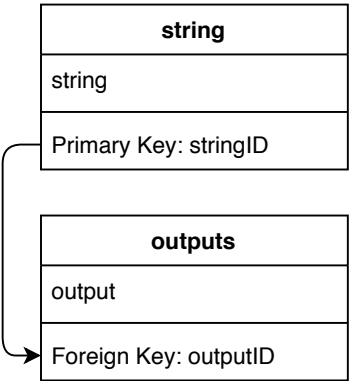 string
string
Primary Key: stringID
outputs
output
Foreign Key: outputID